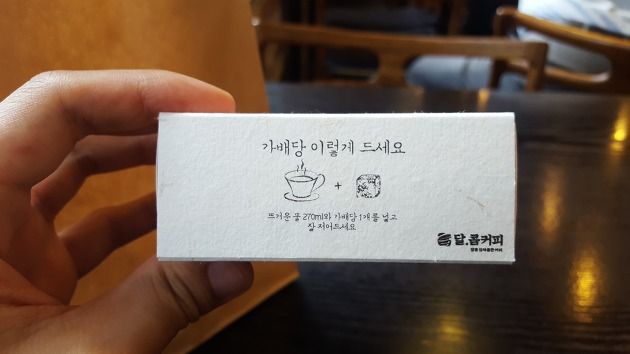 가배당 이렇게 드세요
+
뜨거운 물 270ml와 가배당 1개를 넣고
잘 저어드세요
달.콤커피